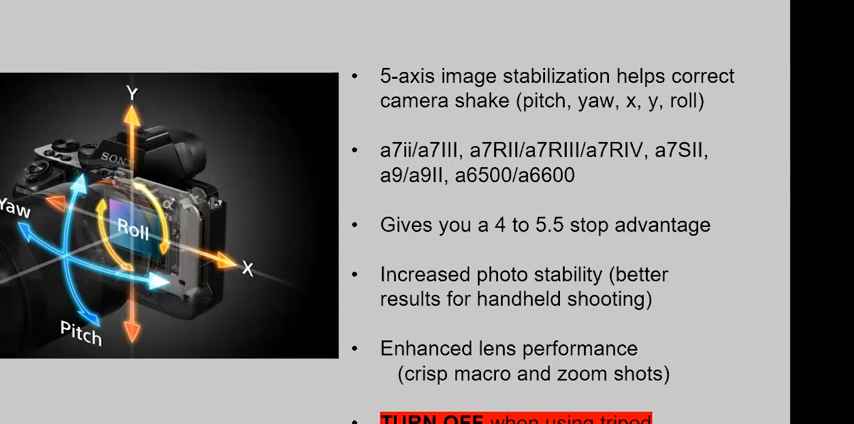 Y
SONY
Yaw
Roll
X
Pitch
• 5-axis image stabilization helps correct
camera shake (pitch, yaw, x, y, roll)
• a7ii/a7III, a7RII/a7RIII/a7RIV, a7SII,
a9/a9II, a6500/a6600
• Gives you a 4 to 5.5 stop advantage
• Increased photo stability (better
results for handheld shooting)
• Enhanced lens performance
(crisp macro and zoom shots)
• TURN OFF when using tripod